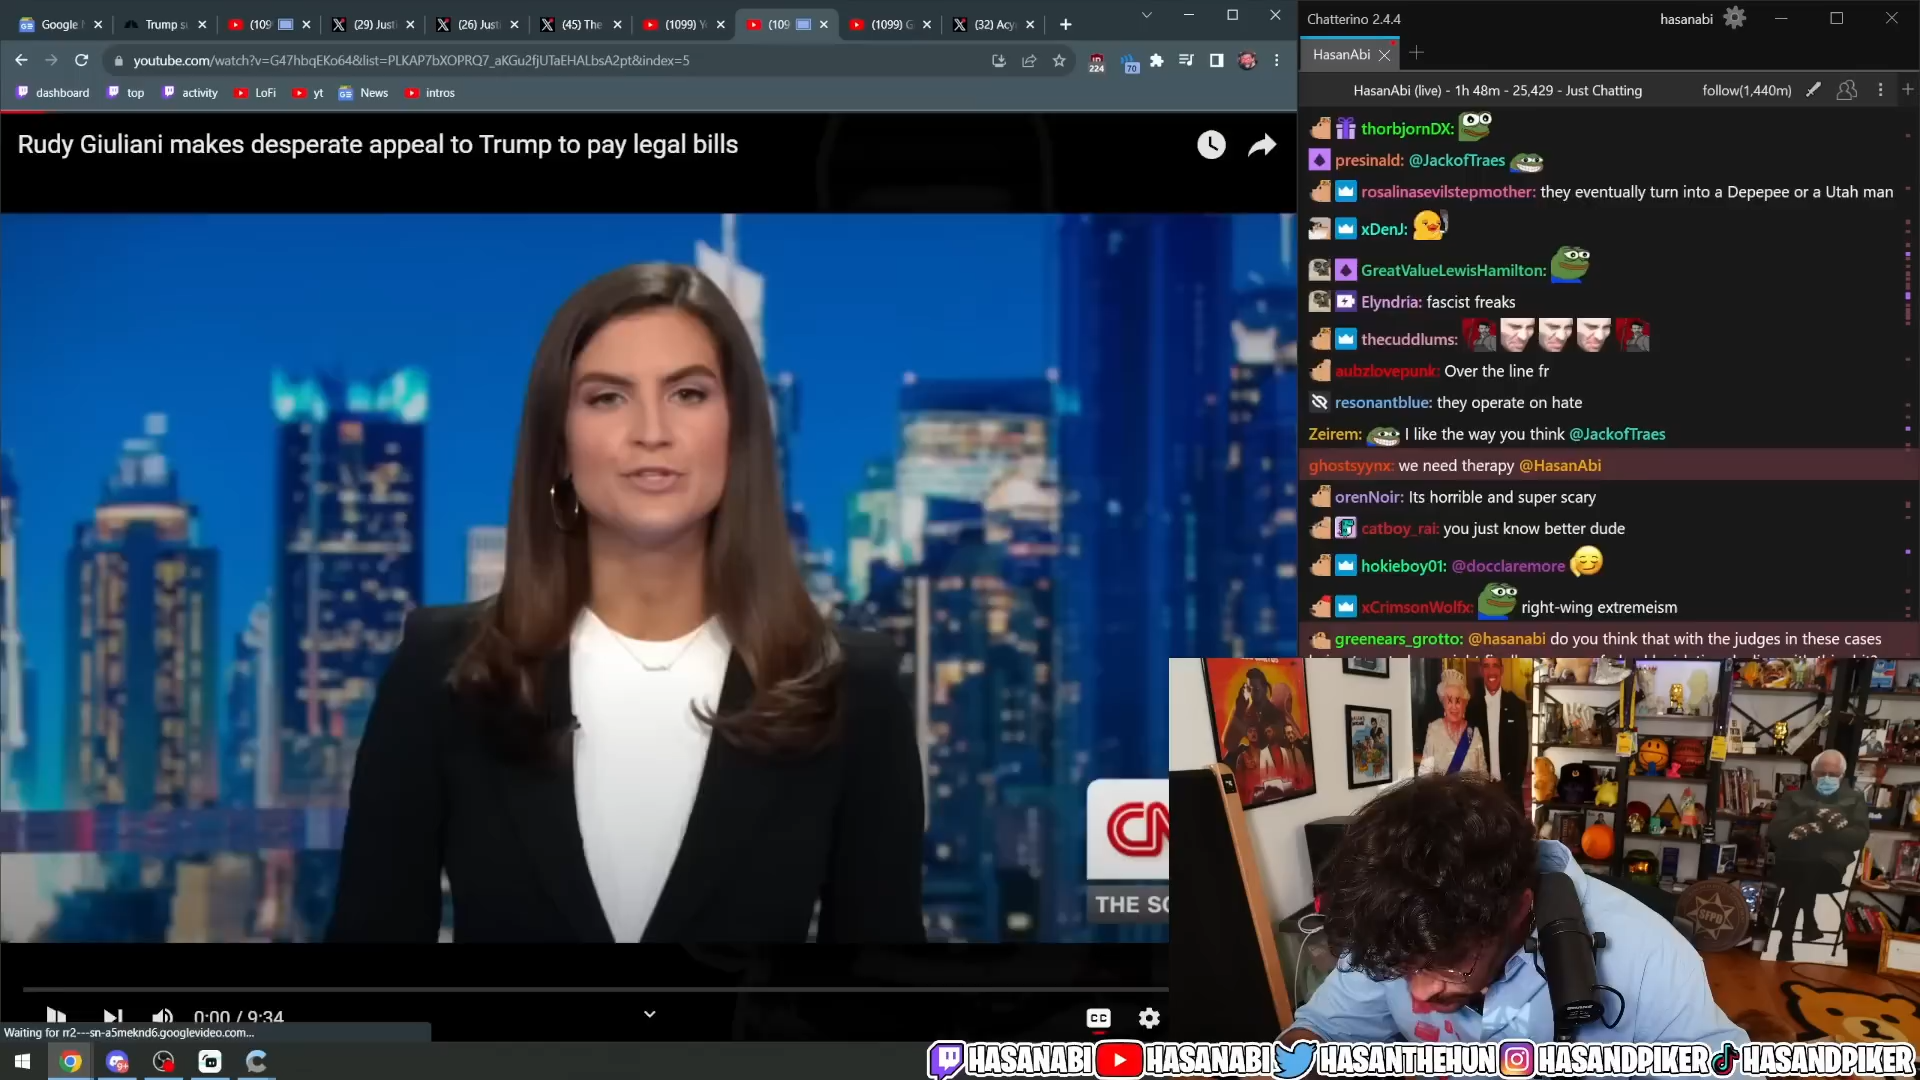 Google
Trump s
(109
(29) Just
(26) Just
(45) The
(1099) Y
(109
(1099) G
(32) Acy
youtube.com/watch?v=G47hbqEKo64&list=PLKAP7bXOPRQ7_aKGu2fjUTaEHALbsA2pt&index=5
224
70
dashboard
top
activity
LoFi
yt
News
intros
Rudy Giuliani makes desperate appeal to Trump to pay legal bills
THE SO
0:00 / 9:34
CC
Waiting for rr2---sn-a5meknd6.googlevideo.com...
Chatterino 2.4.4
hasanabi
HasanAbi
HasanAbi (live) - 1h 48m - 25,429 - Just Chatting
follow(1,440m)
thorbjornDX:
presinald: @JackofTraes
rosalinasevilstepmother: they eventually turn into a Depepee or a Utah man
xDenJ:
GreatValueLewisHamilton:
Elyndria: fascist freaks
thecuddlums:
aubzlovepunk: Over the line fr
resonantblue: they operate on hate
Zeirem: I like the way you think @JackofTraes
ghostsyynx: we need therapy @HasanAbi
orenNoir: Its horrible and super scary
catboy_rai: you just know better dude
hokieboy01: @docclaremore
xCrimsonWolfx: right-wing extremeism
greenears_grotto: @hasanabi do you think that with the judges in these cases
SFPD
HASANABI HASANABI HASANTHEHUN HASANDPIKER HASANDPIKER